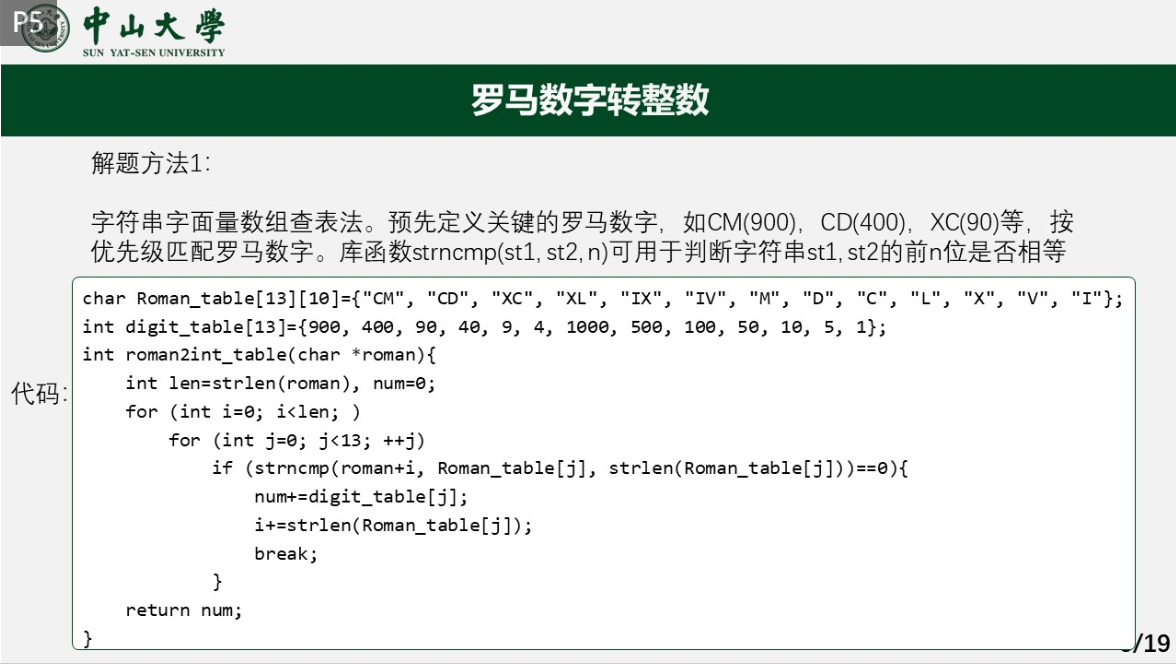 P5
中山大學
SUN YAT-SEN UNIVERSITY
罗马数字转整数
解题方法1:
字符串字面量数组查表法。预先定义关键的罗马数字，如CM(900)，CD(400)，XC(90)等，按
优先级匹配罗马数字。库函数strncmp(st1, st2, n)可用于判断字符串st1, st2的前n位是否相等
代码:
char Roman_table[13][10]={"CM", "CD", "XC", "XL", "IX", "IV", "M", "D", "C", "L", "X", "V", "I"};
int digit_table[13]={900, 400, 90, 40, 9, 4, 1000, 500, 100, 50, 10, 5, 1};
int roman2int_table(char *roman){
    int len=strlen(roman), num=0;
    for (int i=0; i<len; )
        for (int j=0; j<13; ++j)
            if (strncmp(roman+i, Roman_table[j], strlen(Roman_table[j]))==0){
                num+=digit_table[j];
                i+=strlen(Roman_table[j]);
                break;
            }
    return num;
}
/19